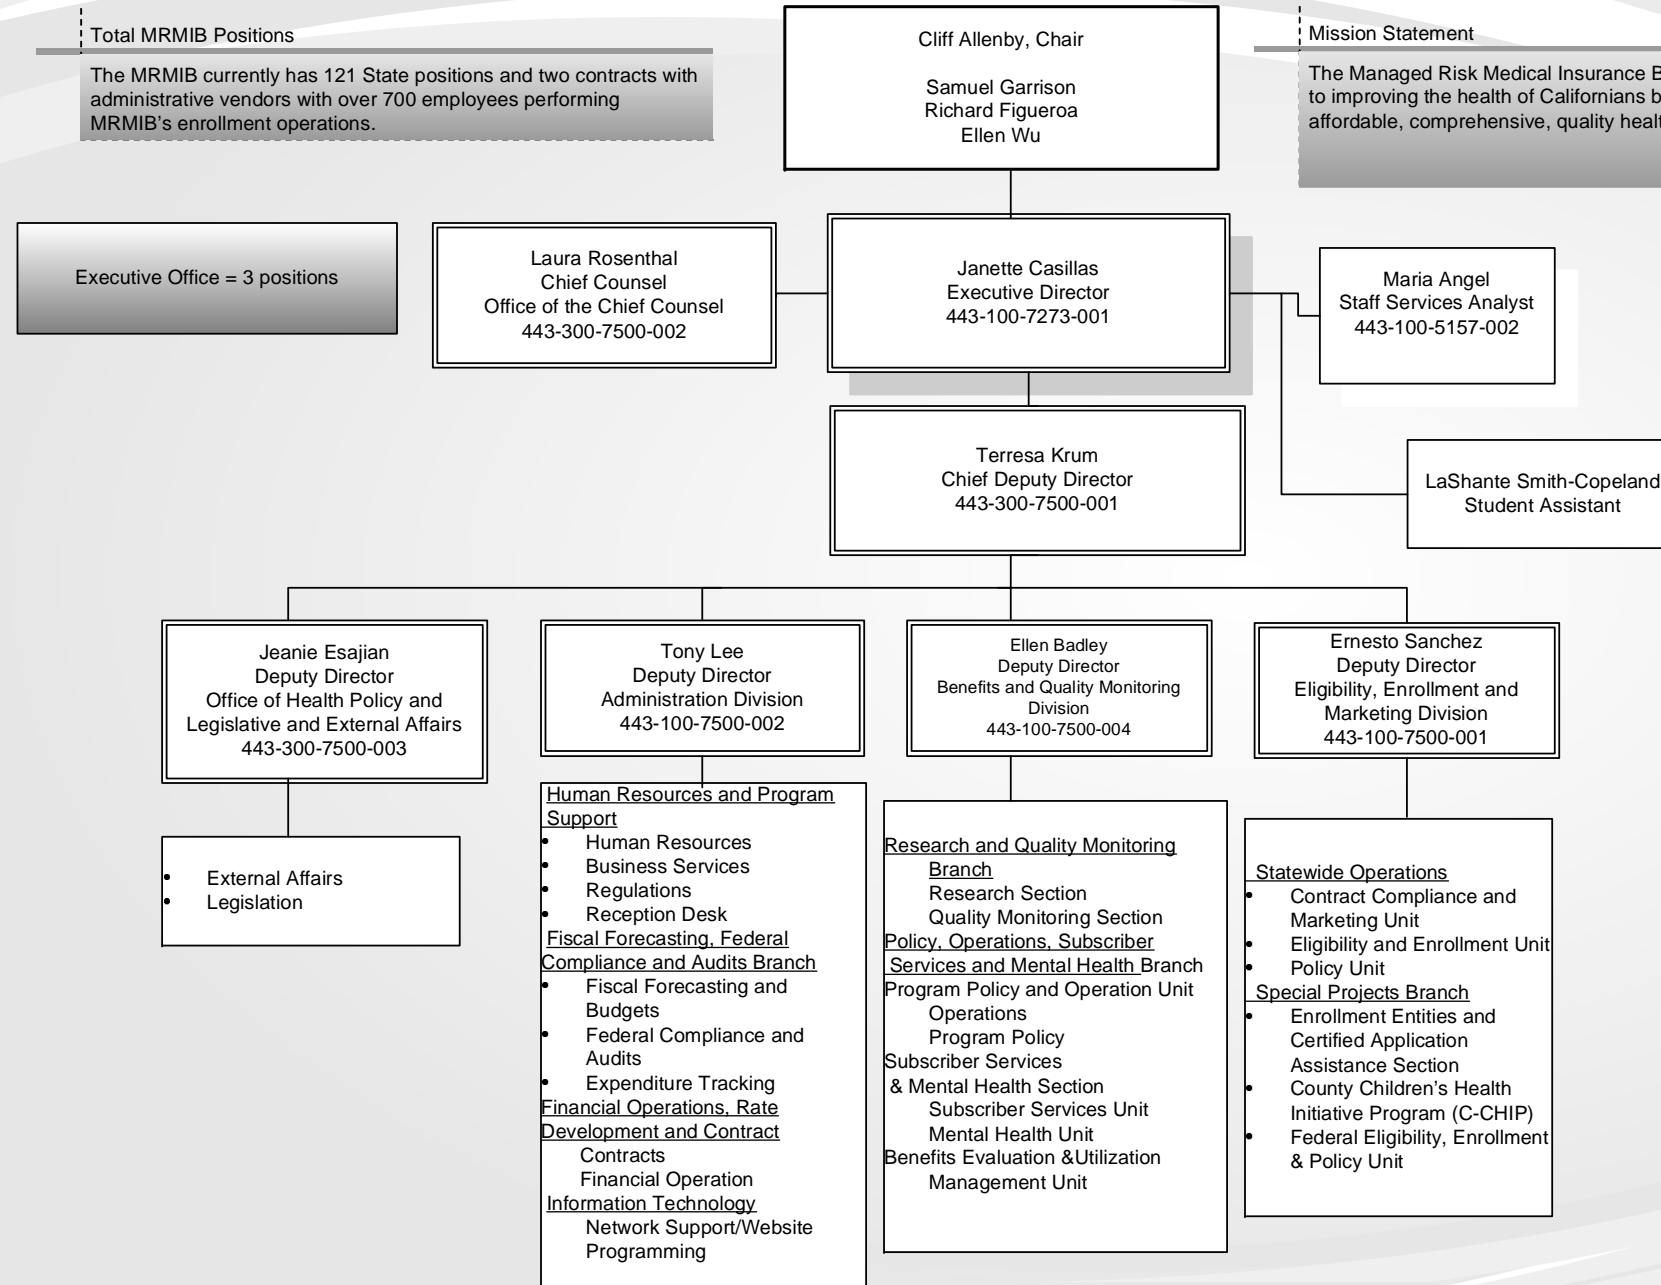 Total MRMIB Positions
The MRMIB currently has 121 State positions and two contracts with
administrative vendors with over 700 employees performing
MRMIB's enrollment operations.
Cliff Allenby, Chair
Samuel Garrison
Richard Figueroa
Ellen Wu
Mission Statement
The Managed Risk Medical Insurance
to improving the health of Californians
affordable, comprehensive, quality
Executive Office = 3 positions
Laura Rosenthal
Chief Counsel
Office of the Chief Counsel
443-300-7500-002
Janette Casillas
Executive Director
443-100-7273-001
Maria Angel
Staff Services Analyst
443-100-5157-002
Terresa Krum
Chief Deputy Director
443-300-7500-001
LaShante Smith-Copeland
Student Assistant
Jeanie Esajian
Deputy Director
Office of Health Policy and
Legislative and External Affairs
443-300-7500-003
Tony Lee
Deputy Director
Administration Division
443-100-7500-002
Ellen Badley
Deputy Director
Benefits and Quality Monitoring
Division
443-100-7500-004
Ernesto Sanchez
Deputy Director
Eligibility, Enrollment and
Marketing Division
443-100-7500-001
• External Affairs
• Legislation
Human Resources and Program
Support
• Human Resources
• Business Services
• Regulations
• Reception Desk
Fiscal Forecasting, Federal
Compliance and Audits Branch
• Fiscal Forecasting and
Budgets
• Federal Compliance and
Audits
• Expenditure Tracking
Financial Operations, Rate
Development and Contract
Contracts
Financial Operation
Information Technology
Network Support/Website
Programming
Research and Quality Monitoring
Branch
Research Section
Quality Monitoring Section
Policy, Operations, Subscriber
Services and Mental Health Branch
Program Policy and Operation Unit
Operations
Program Policy
Subscriber Services
& Mental Health Section
Subscriber Services Unit
Mental Health Unit
Benefits Evaluation &Utilization
Management Unit
Statewide Operations
• Contract Compliance and
Marketing Unit
• Eligibility and Enrollment Unit
• Policy Unit
Special Projects Branch
• Enrollment Entities and
Certified Application
Assistance Section
• County Children's Health
Initiative Program (C-CHIP)
• Federal Eligibility, Enrollment
& Policy Unit